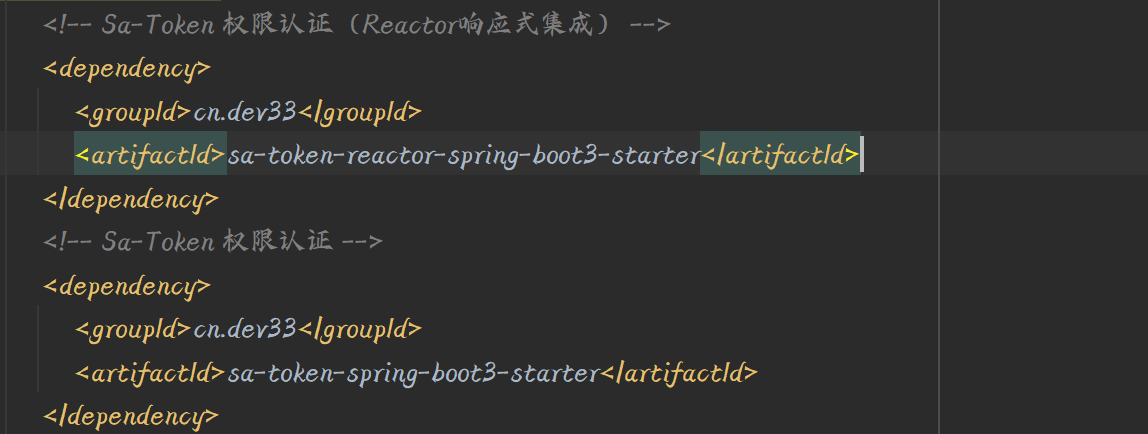 <!-- Sa-Token 权限认证（Reactor响应式集成） -->
<dependency>
<groupId>cn.dev33</groupId>
<artifactId>sa-token-reactor-spring-boot3-starter</artifactId>
</dependency>
<!-- Sa-Token 权限认证 -->
<dependency>
<groupId>cn.dev33</groupId>
<artifactId>sa-token-spring-boot3-starter</artifactId>
</dependency>